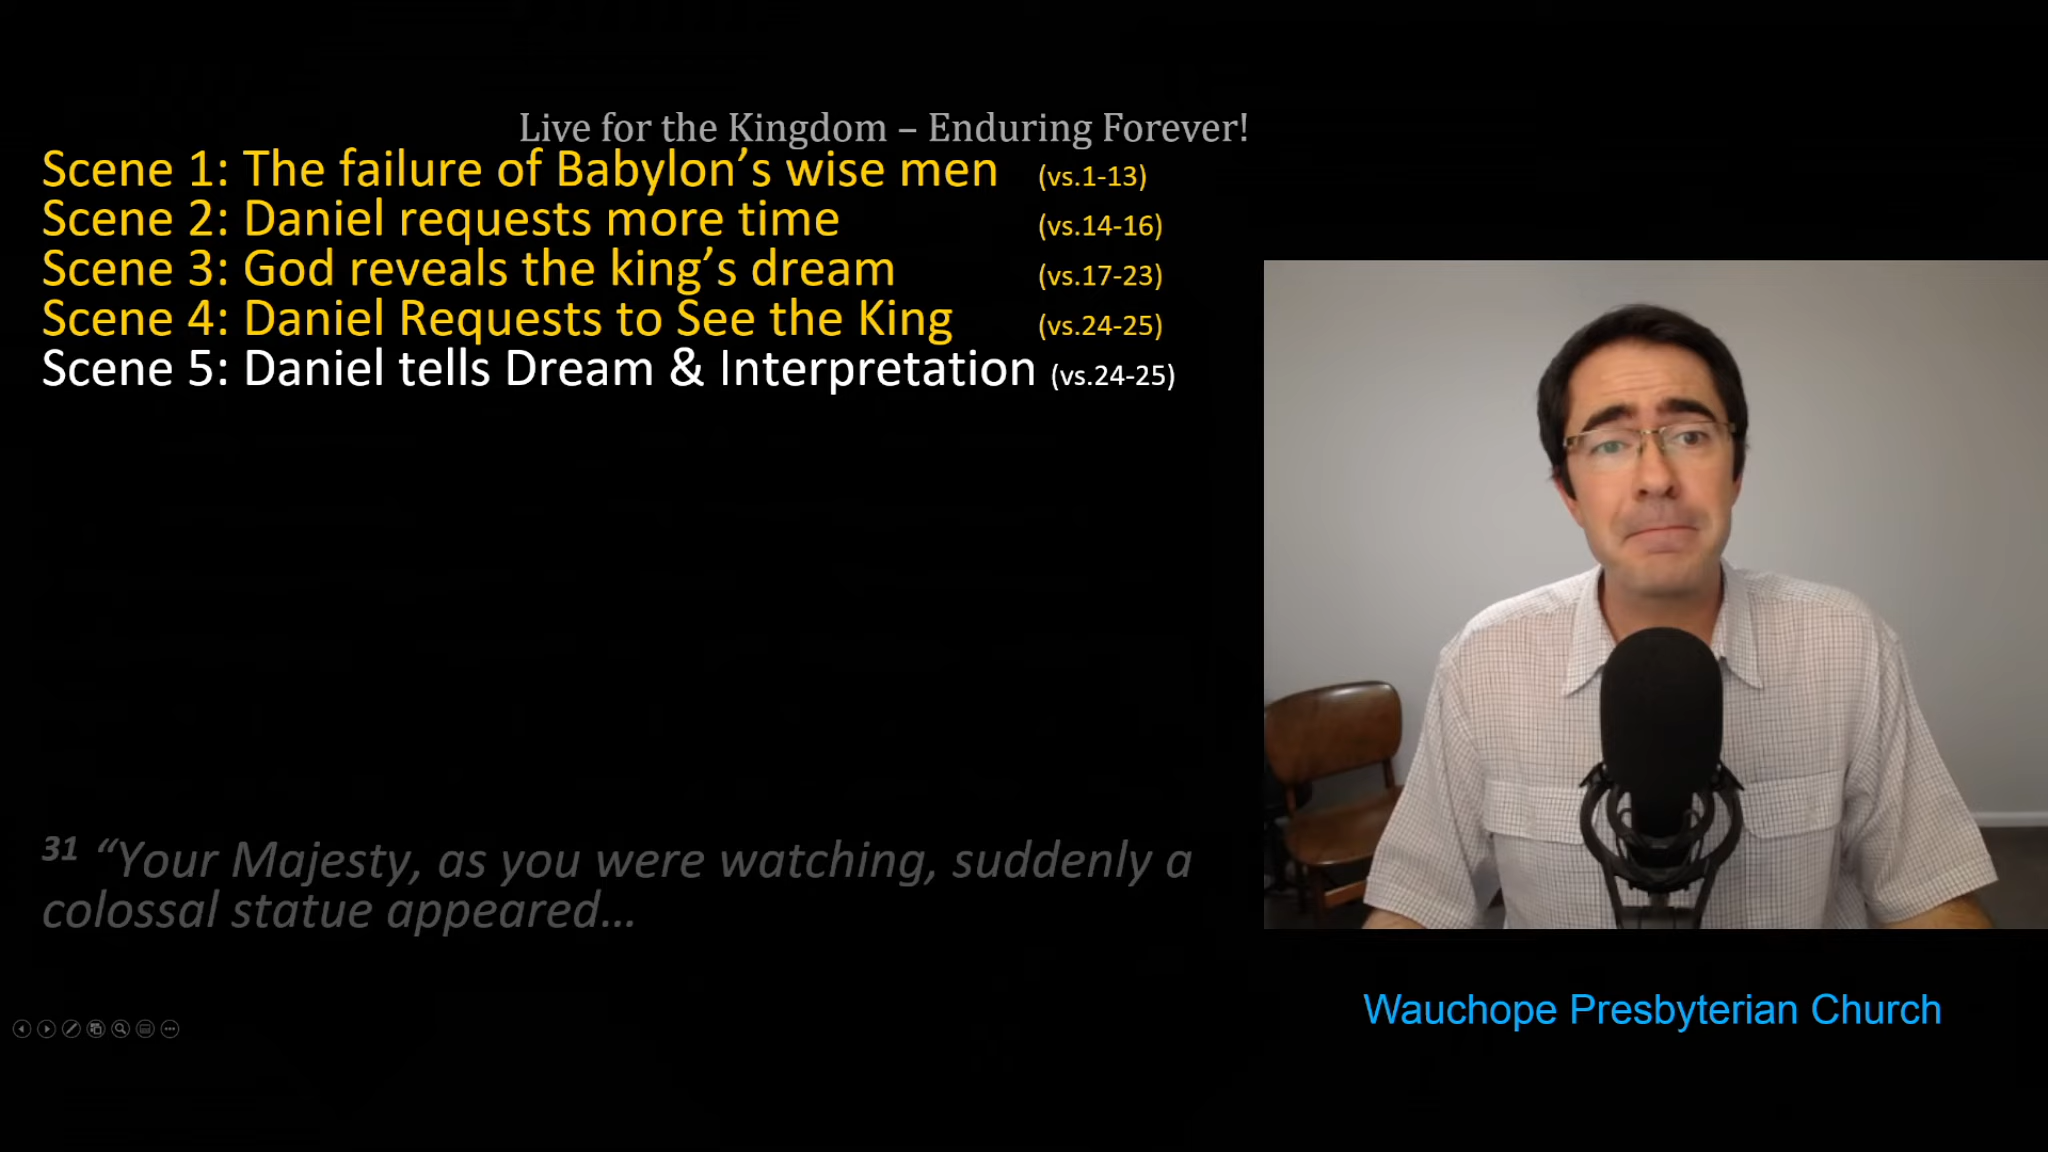 Live for the Kingdom – Enduring Forever!
Scene 1: The failure of Babylon’s wise men (vs.1-13)
Scene 2: Daniel requests more time (vs.14-16)
Scene 3: God reveals the king’s dream (vs.17-23)
Scene 4: Daniel Requests to See the King (vs.24-25)
Scene 5: Daniel tells Dream & Interpretation (vs.24-25)
31 “Your Majesty, as you were watching, suddenly a
colossal statue appeared…
Wauchope Presbyterian Church